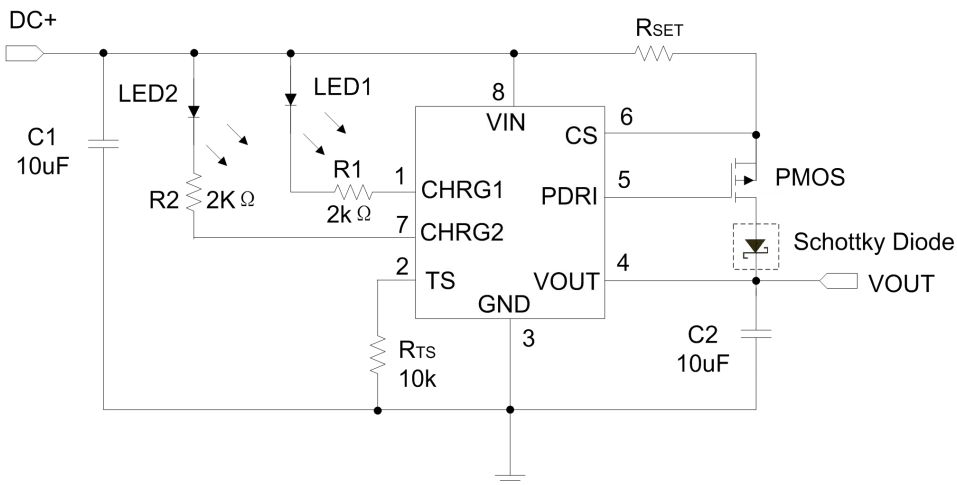 DC+
RSET
LED2
LED1
8
VIN
C1
10uF
CS
6
R1
1
CHRG1
2k Ω
R2
2K Ω
PDRI
5
PMOS
7
CHRG2
Schottky Diode
2
TS
VOUT
4
VOUT
GND
3
RTS
10k
C2
10uF